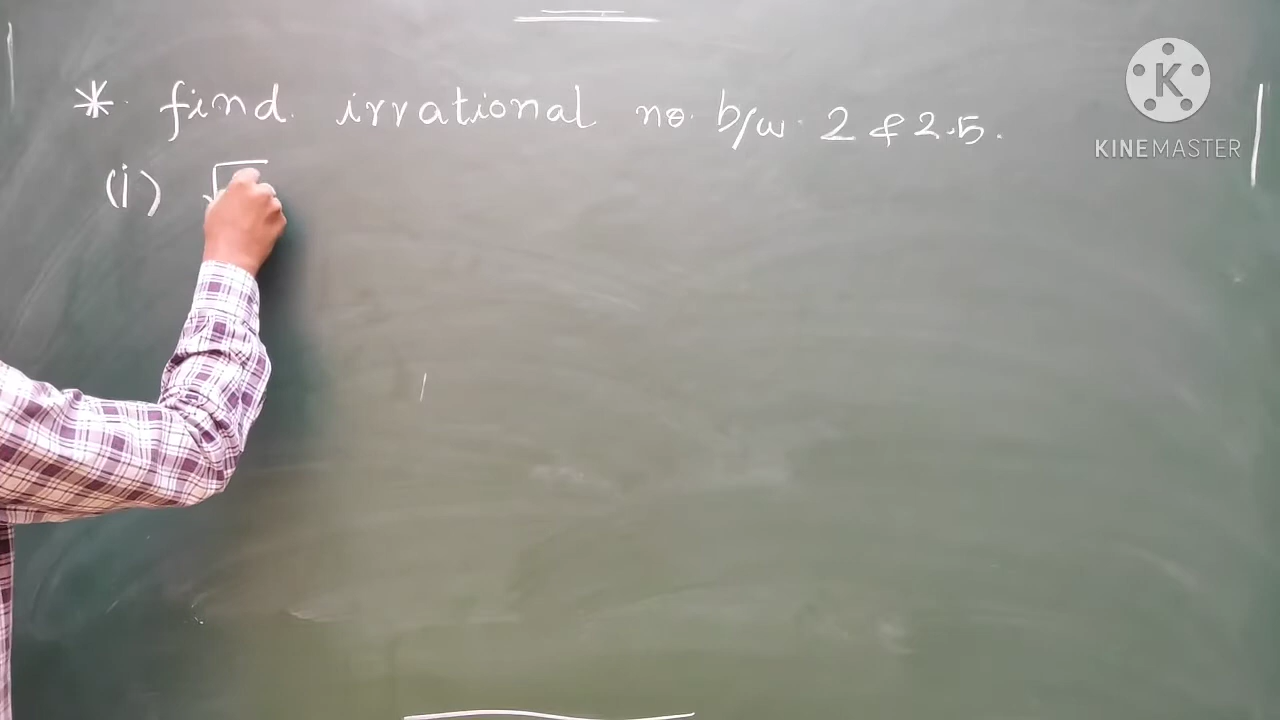 * find irrational no. b/w 2 & 2.5.
(i) √
K
KINEMASTER